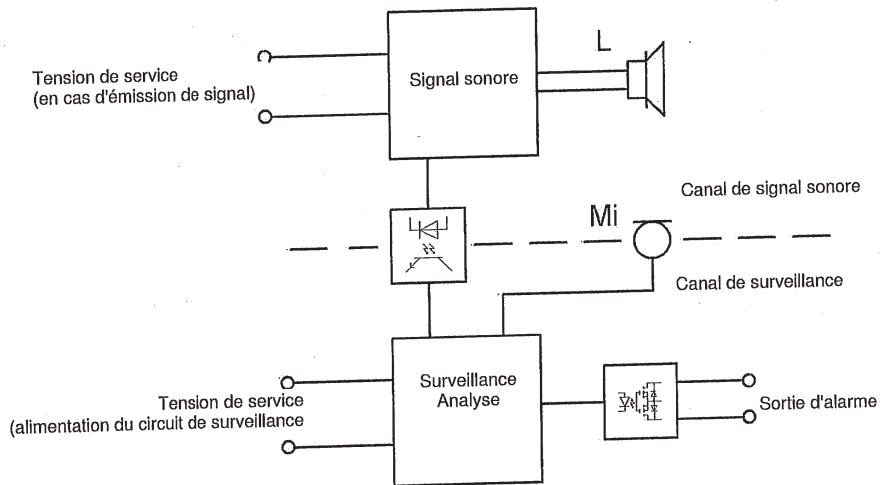 L
Tension de service
(en cas d'émission de signal)
Signal sonore
Canal de signal sonore
Mi
Canal de surveillance
Surveillance
Analyse
Tension de service
(alimentation du circuit de surveillance
Sortie d'alarme